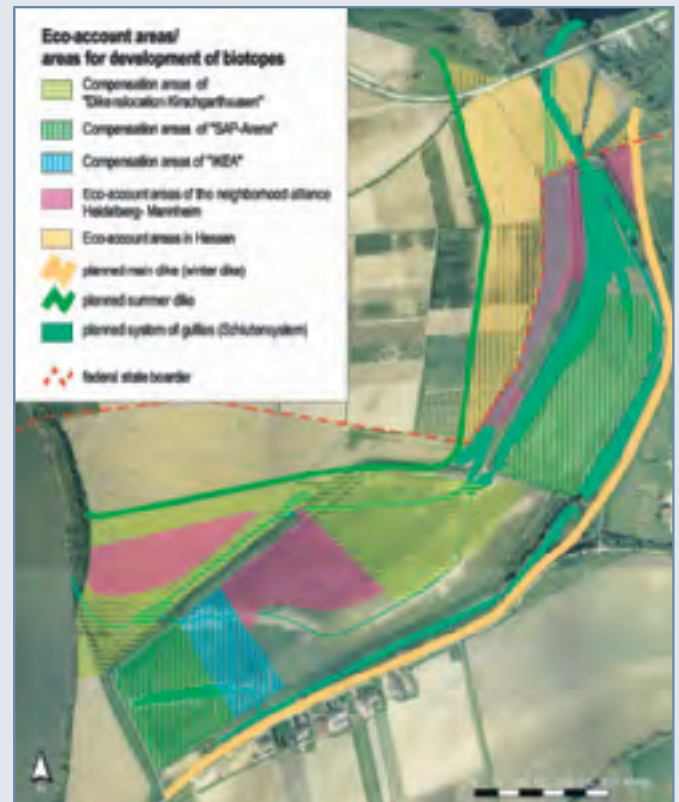 Eco-account areas/
areas for development of biotopes
Compensation areas of
"Dike relocation Kirschgartshausen"
Compensation areas of "SAP-Arena"
Compensation areas of "IKEA"
Eco-account areas of the neighborhood alliance
Heidelberg- Mannheim
Eco-account areas in Hessen
planned main dike (winter dike)
planned summer dike
planned system of gullies (Schlutensystem)
federal state boarder